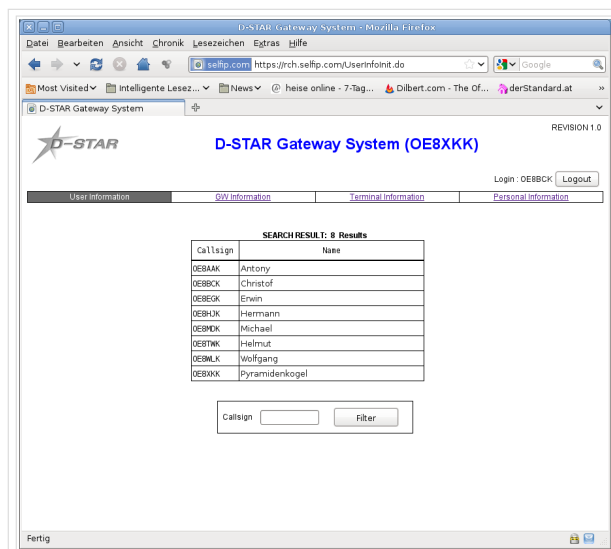 D-STAR Gateway System - Mozilla Firefox
Datei Bearbeiten Ansicht Chronik Lesezeichen Extras Hilfe
selfip.com https://rch.selfip.com/UserInfoInit.do Google
Most Visited Intelligente Lesez... News heise online - 7-Tag... Dilbert.com - The Of... derStandard.at »
D-STAR Gateway System
REVISION 1.0
D-STAR
D-STAR Gateway System (OE8XKK)
Login : OE8BCK Logout
User Information GW Information Terminal Information Personal Information
SEARCH RESULT: 8 Results
Callsign Name
OE8AAK Antony
OE8BCK Christof
OE8EGK Erwin
OE8HJK Hermann
OE8MDK Michael
OE8TWK Helmut
OE8WLK Wolfgang
OE8XKK Pyramidenkogel
Callsign Filter
Fertig